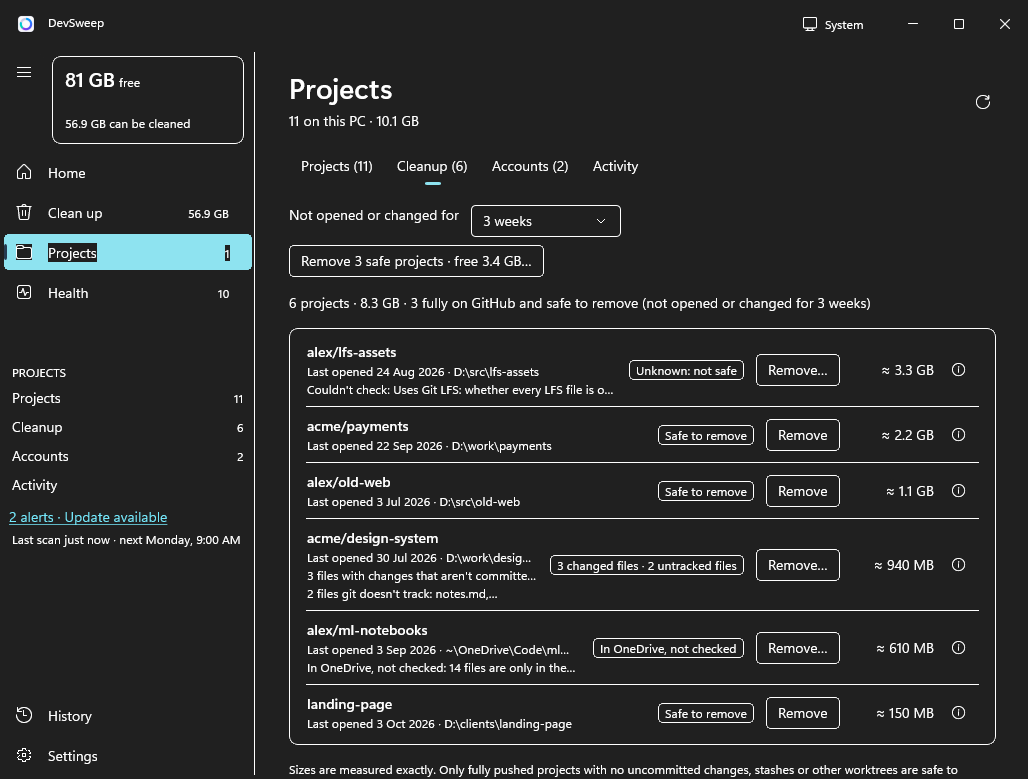 DevSweep
System
81 GB free
56.9 GB can be cleaned
Home
Clean up 56.9 GB
Projects 1
Health 10
PROJECTS
Projects 11
Cleanup 6
Accounts 2
Activity
2 alerts · Update available
Last scan just now · next Monday, 9:00 AM
History
Settings
Projects
11 on this PC · 10.1 GB
Projects (11) Cleanup (6) Accounts (2) Activity
Not opened or changed for 3 weeks
Remove 3 safe projects · free 3.4 GB...
6 projects · 8.3 GB · 3 fully on GitHub and safe to remove (not opened or changed for 3 weeks)
alex/lfs-assets
Last opened 24 Aug 2026 · D:\src\lfs-assets
Couldn't check: Uses Git LFS: whether every LFS file is o...
Unknown: not safe Remove... ≈ 3.3 GB
acme/payments
Last opened 22 Sep 2026 · D:\work\payments
Safe to remove Remove ≈ 2.2 GB
alex/old-web
Last opened 3 Jul 2026 · D:\src\old-web
Safe to remove Remove ≈ 1.1 GB
acme/design-system
Last opened 30 Jul 2026 · D:\work\desig...
3 files with changes that aren't committe...
2 files git doesn't track: notes.md,...
3 changed files · 2 untracked files Remove... ≈ 940 MB
alex/ml-notebooks
Last opened 3 Sep 2026 · ~\OneDrive\Code\ml...
In OneDrive, not checked: 14 files are only in the...
In OneDrive, not checked Remove... ≈ 610 MB
landing-page
Last opened 3 Oct 2026 · D:\clients\landing-page
Safe to remove Remove ≈ 150 MB
Sizes are measured exactly. Only fully pushed projects with no uncommitted changes, stashes or other worktrees are safe to